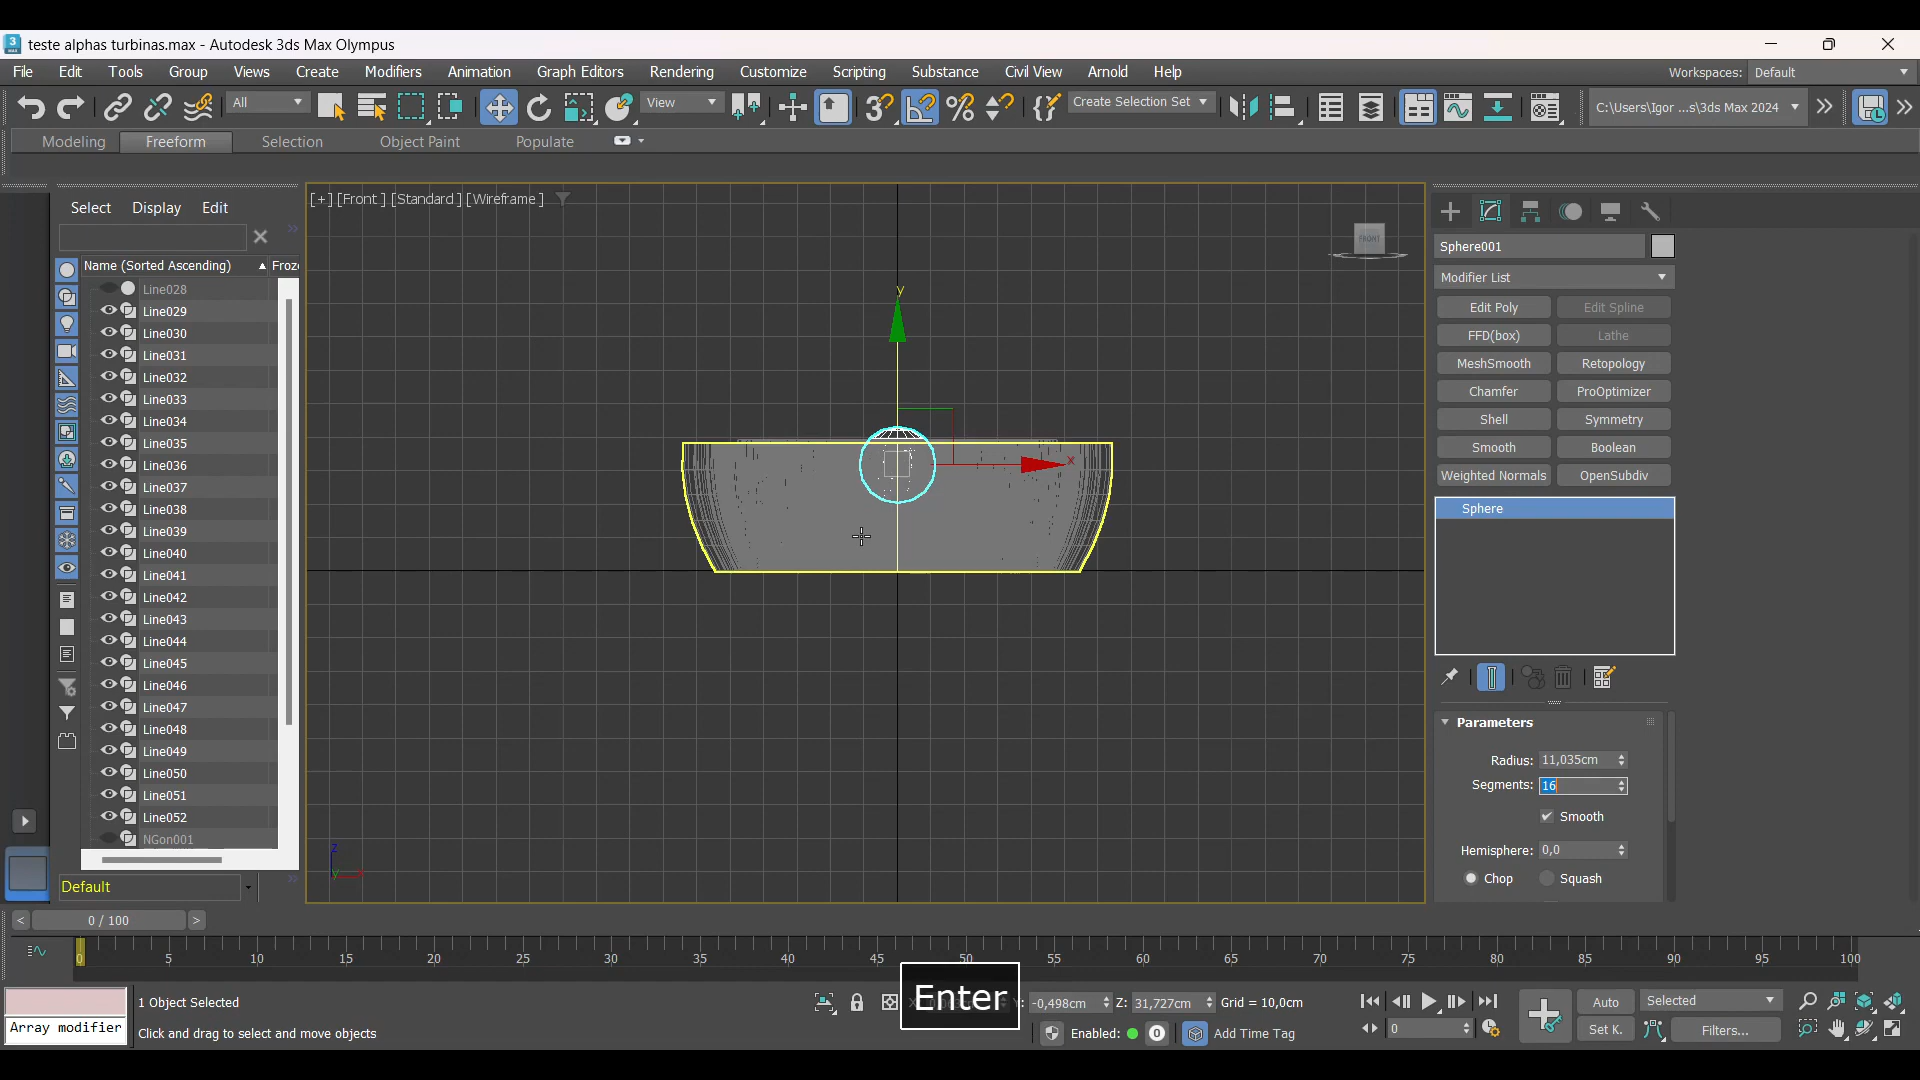 teste alphas turbinas.max - Autodesk 3ds Max Olympus
File Edit Tools Group Views Create Modifiers Animation Graph Editors Rendering Customize Scripting Substance Civil View Arnold Help Workspaces: Default
All View Create Selection Set C:\Users\Igor ...s\3ds Max 2024
Modeling Freeform Selection Object Paint Populate
Select Display Edit
Name (Sorted Ascending) Froz
Line028
Line029
Line030
Line031
Line032
Line033
Line034
Line035
Line036
Line037
Line038
Line039
Line040
Line041
Line042
Line043
Line044
Line045
Line046
Line047
Line048
Line049
Line050
Line051
Line052
NGon001
Default
[+] [Front ] [Standard ] [Wireframe ]
FRONT
y
x
z
y
Sphere001
Modifier List
Edit Poly Edit Spline
FFD(box) Lathe
MeshSmooth Retopology
Chamfer ProOptimizer
Shell Symmetry
Smooth Boolean
Weighted Normals OpenSubdiv
Sphere
Parameters
Radius: 11,035cm
Segments: 16
Smooth
Hemisphere: 0,0
Chop Squash
< 0 / 100 >
0 5 10 15 20 25 30 35 40 45 50 55 60 65 70 75 80 85 90 95 100
Enter
1 Object Selected -0,498cm Z: 31,727cm Grid = 10,0cm
Array modifier Click and drag to select and move objects Enabled: 0 Add Time Tag
Auto Selected
0 Set K. Filters...